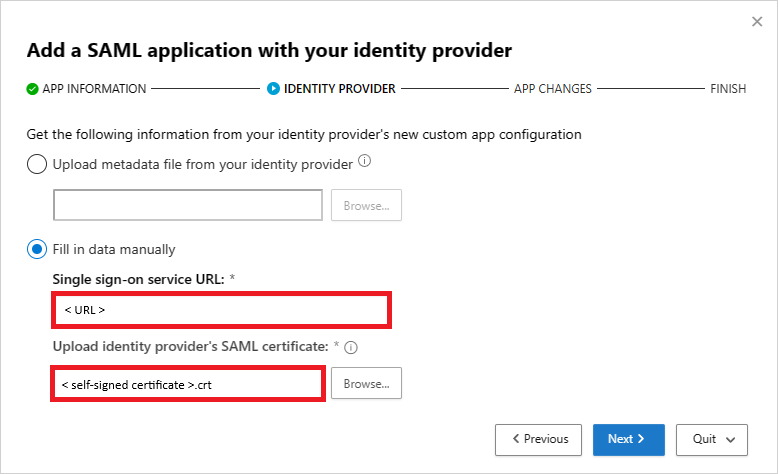 Add a SAML application with your identity provider
APP INFORMATION IDENTITY PROVIDER APP CHANGES FINISH
Get the following information from your identity provider's new custom app configuration
Upload metadata file from your identity provider
Browse...
Fill in data manually
Single sign-on service URL: *
< URL >
Upload identity provider's SAML certificate: *
< self-signed certificate >.crt Browse...
< Previous Next > Quit